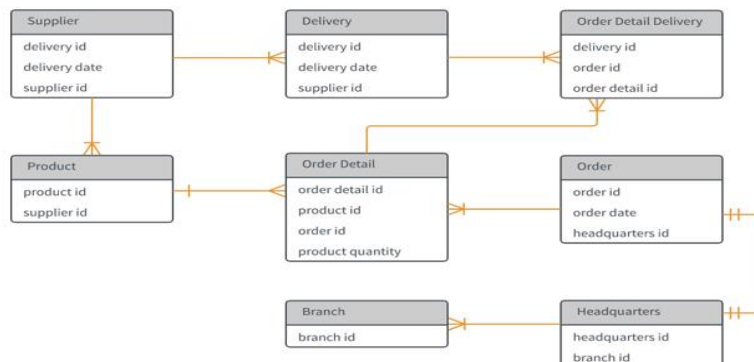 Supplier
delivery id
delivery date
supplier id
Delivery
delivery id
delivery date
supplier id
Order Detail Delivery
delivery id
order id
order detail id
Product
product id
supplier id
Order Detail
order detail id
product id
order id
product quantity
Order
order id
order date
headquarters id
Branch
branch id
Headquarters
headquarters id
branch id